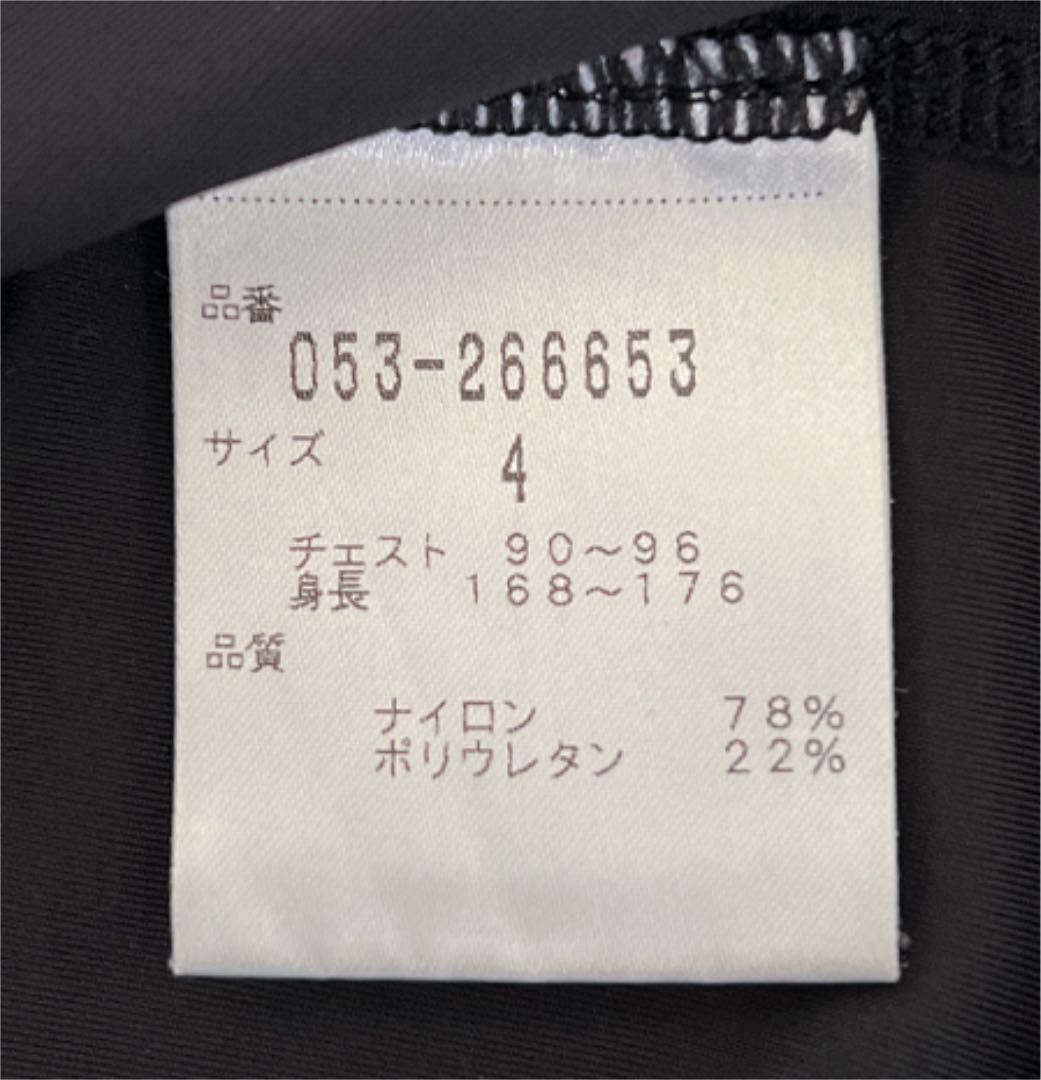 品番
053-266653
サイズ 4
チェスト 90～96
身長 168～176
品質
ナイロン 78%
ポリウレタン 22%